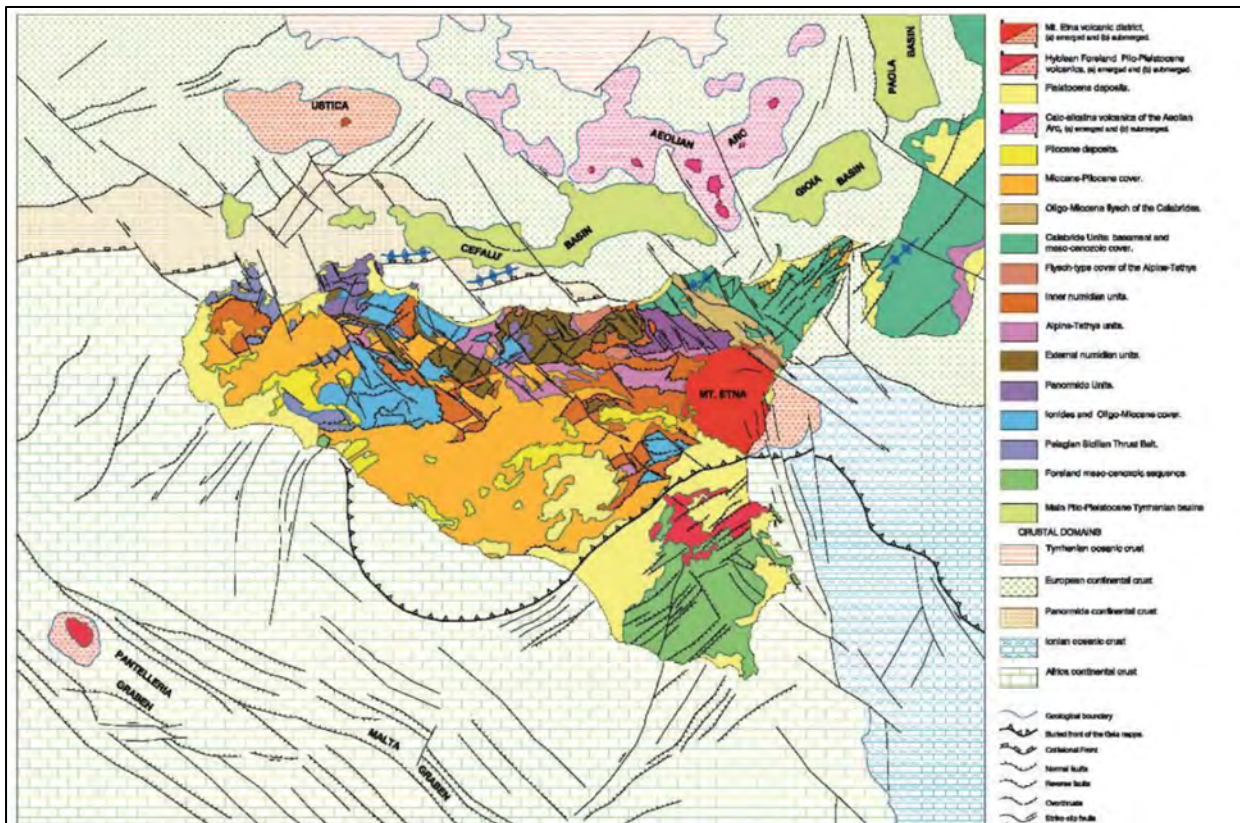 USTICA
AEOLIAN
ARC
PAOLA
BASIN
GIOIA
BASIN
CEFALU'
BASIN
MT. ETNA
PANTELLERIA
GRABEN
MALTA
GRABEN
Mt. Etna volcanic district,
(a) emerged and (b) submerged.
Hyblean Foreland Plio-Pleistocene
volcanics, (a) emerged and (b) submerged.
Pleistocene deposits.
Calc-alkaline volcanics of the Aeolian
Arc, (a) emerged and (b) submerged.
Pliocene deposits.
Miocene-Pliocene cover.
Oligo-Miocene flysch of the Calabrides.
Calabride Units: basement and
meso-cenozoic cover.
Flysch-type cover of the Alpine-Tethys
Inner numidian units.
Alpine-Tethys units.
External numidian units.
Panormide Units.
Ionides and Oligo-Miocene cover.
Pelagian Sicilian Thrust Belt.
Foreland meso-cenozoic sequence.
Main Plio-Pleistocene Tyrrhenian basins
CRUSTAL DOMAINS
Tyrrhenian oceanic crust
European continental crust
Panormide continental crust
Ionian oceanic crust
Africa continental crust
Geological boundary
Buried front of the Gela nappe.
Collisional Front
Normal faults
Reverse faults
Overthrusts
Strike-slip faults